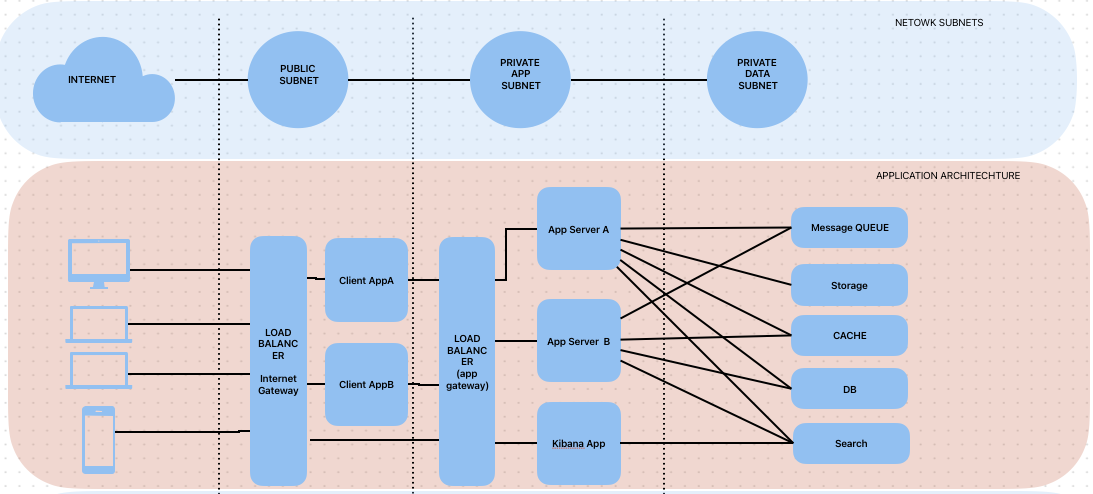 NETOWK SUBNETS
INTERNET
PUBLIC
SUBNET
PRIVATE
APP
SUBNET
PRIVATE
DATA
SUBNET
APPLICATION ARCHITECHTURE
LOAD
BALANC
ER
Internet
Gateway
Client AppA
Client AppB
LOAD
BALANC
ER
(app
gateway)
App Server A
App Server B
Kibana App
Message QUEUE
Storage
CACHE
DB
Search